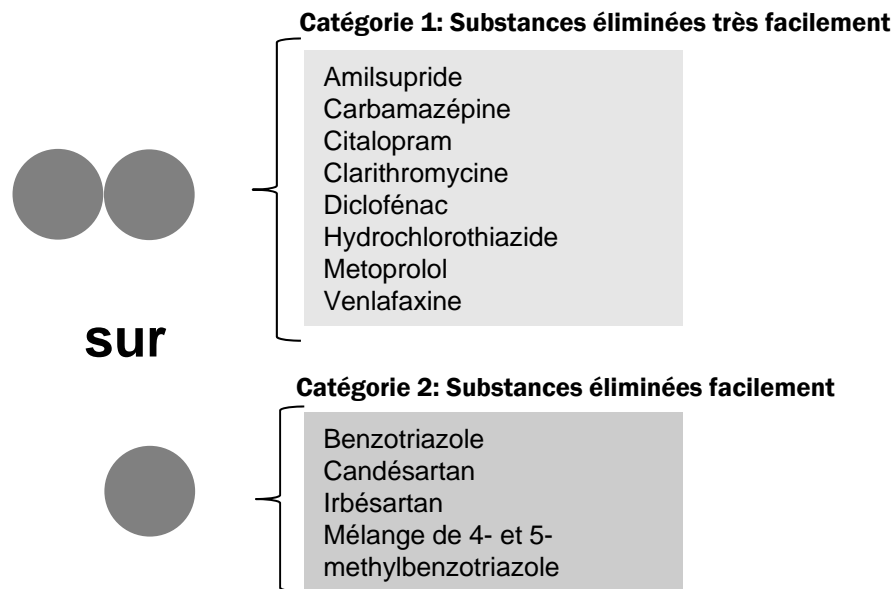 Catégorie 1: Substances éliminées très facilement
Amilsupride
Carbamazépine
Citalopram
Clarithromycine
Diclofénac
Hydrochlorothiazide
Metoprolol
Venlafaxine
sur
Catégorie 2: Substances éliminées facilement
Benzotriazole
Candésartan
Irbésartan
Mélange de 4- et 5-
methylbenzotriazole